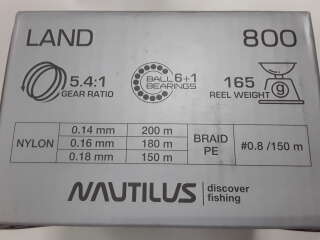 LAND 800
5.4:1 GEAR RATIO
BALL BEARINGS 6+1
165 REEL WEIGHT g
NYLON 0.14 mm 200 m
0.16 mm 180 m
0.18 mm 150 m
BRAID PE #0.8 /150 m
NAUTILUS discover fishing